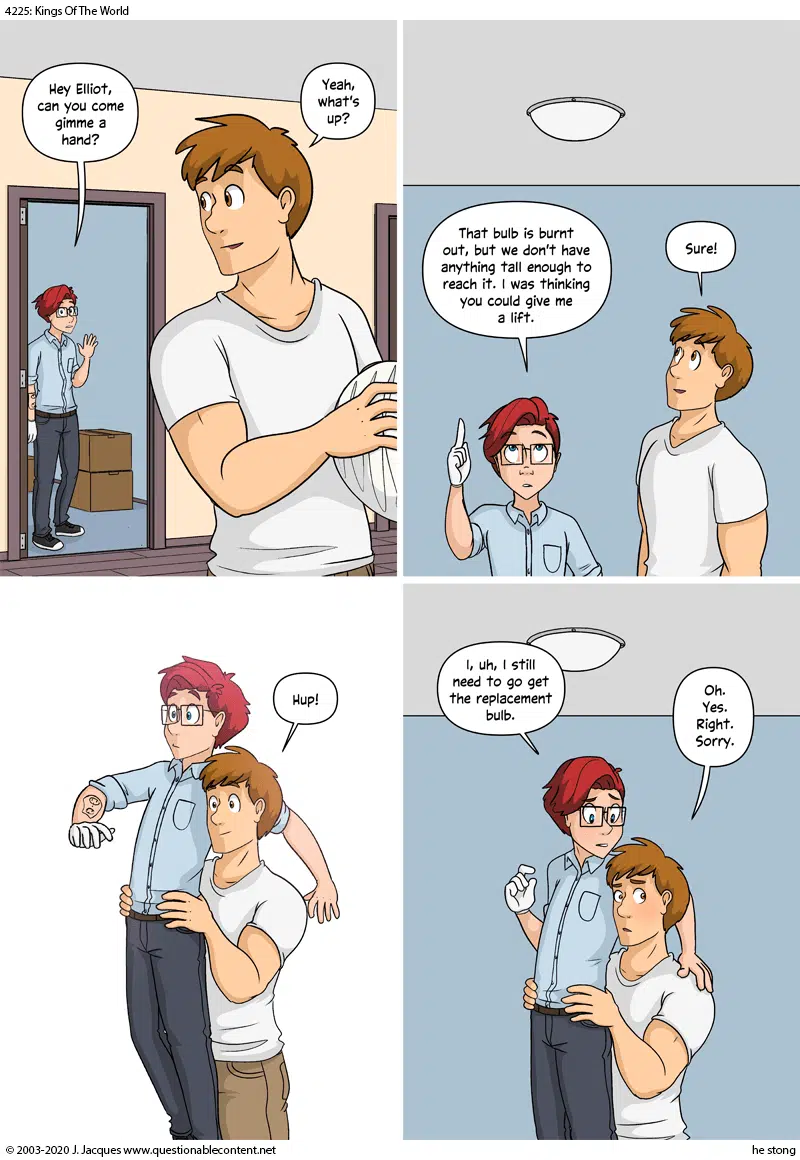 4225: Kings Of The World
Hey Elliot,
can you come
gimme a
hand?
Yeah,
what's
up?
That bulb is burnt
out, but we don't have
anything tall enough to
reach it. I was thinking
you could give me
a lift.
Sure!
Hup!
I, uh, I still
need to go get
the replacement
bulb.
Oh.
Yes.
Right.
Sorry.
© 2003-2020 J. Jacques www.questionablecontent.net
he stong